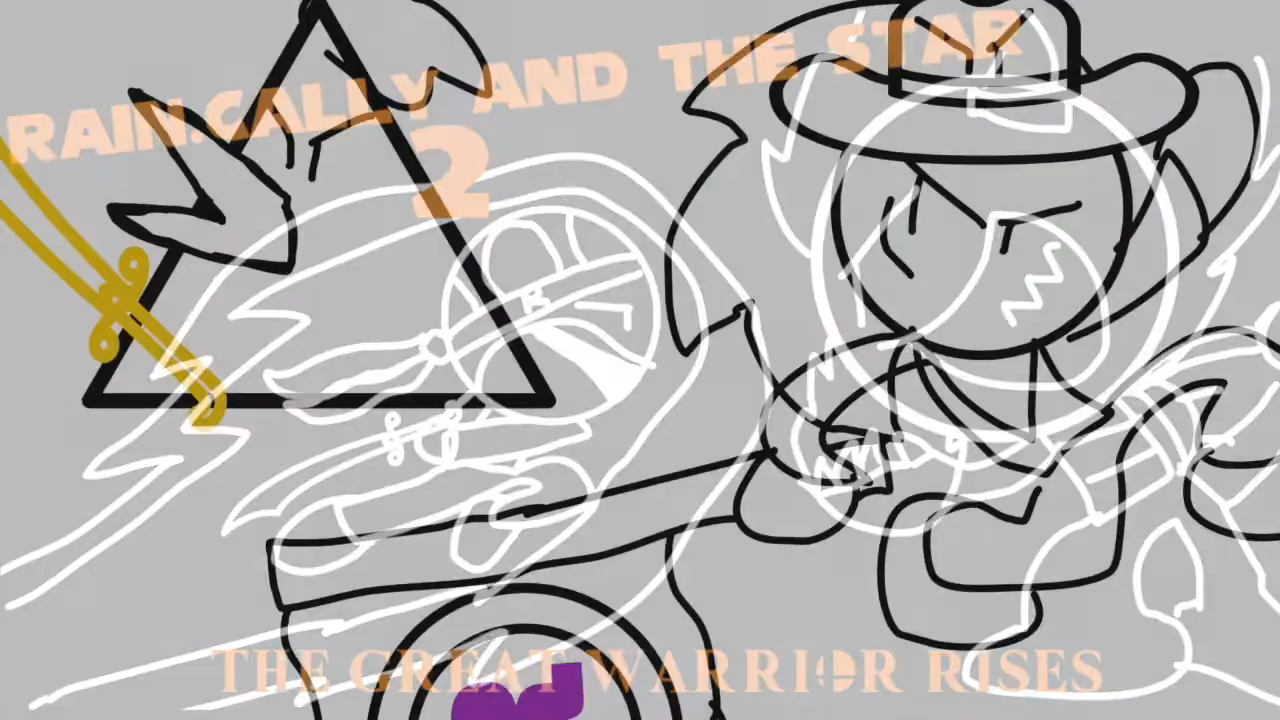 RAIN.CALLY AND THE STAR
2
B
THE GREAT WARRIOR RISES